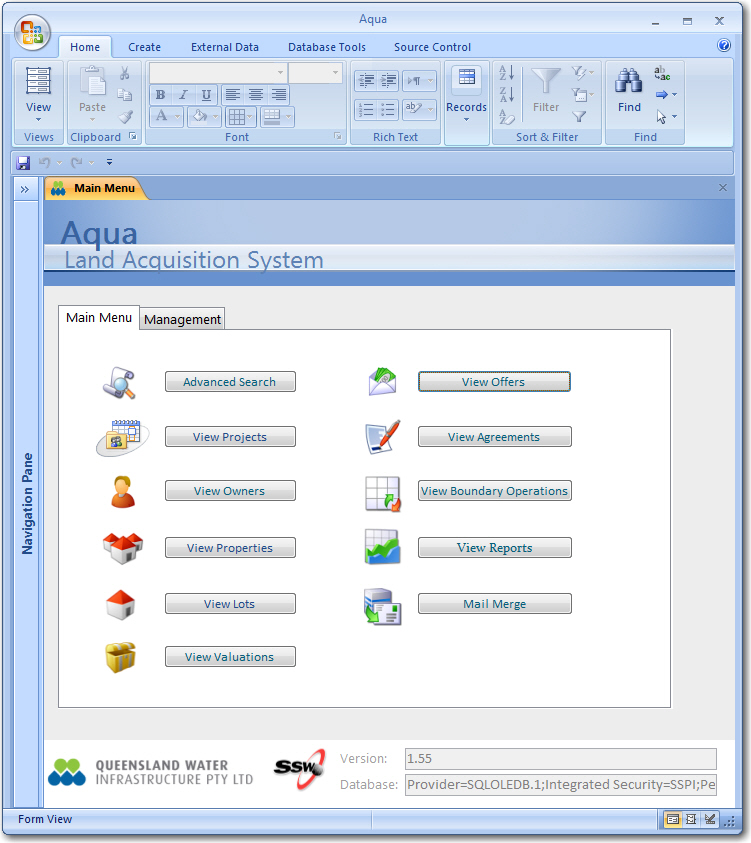 Aqua
Home Create External Data Database Tools Source Control
View Paste Records Filter Find
Views Clipboard Font Rich Text Sort & Filter Find
Main Menu
Aqua
Land Acquisition System
Main Menu Management
Advanced Search View Offers
View Projects View Agreements
View Owners View Boundary Operations
View Properties View Reports
View Lots Mail Merge
View Valuations
Navigation Pane
QUEENSLAND WATER
INFRASTRUCTURE PTY LTD
SSW
Version: 1.55
Database: Provider=SQLOLEDB.1;Integrated Security=SSPI;Pe
Form View